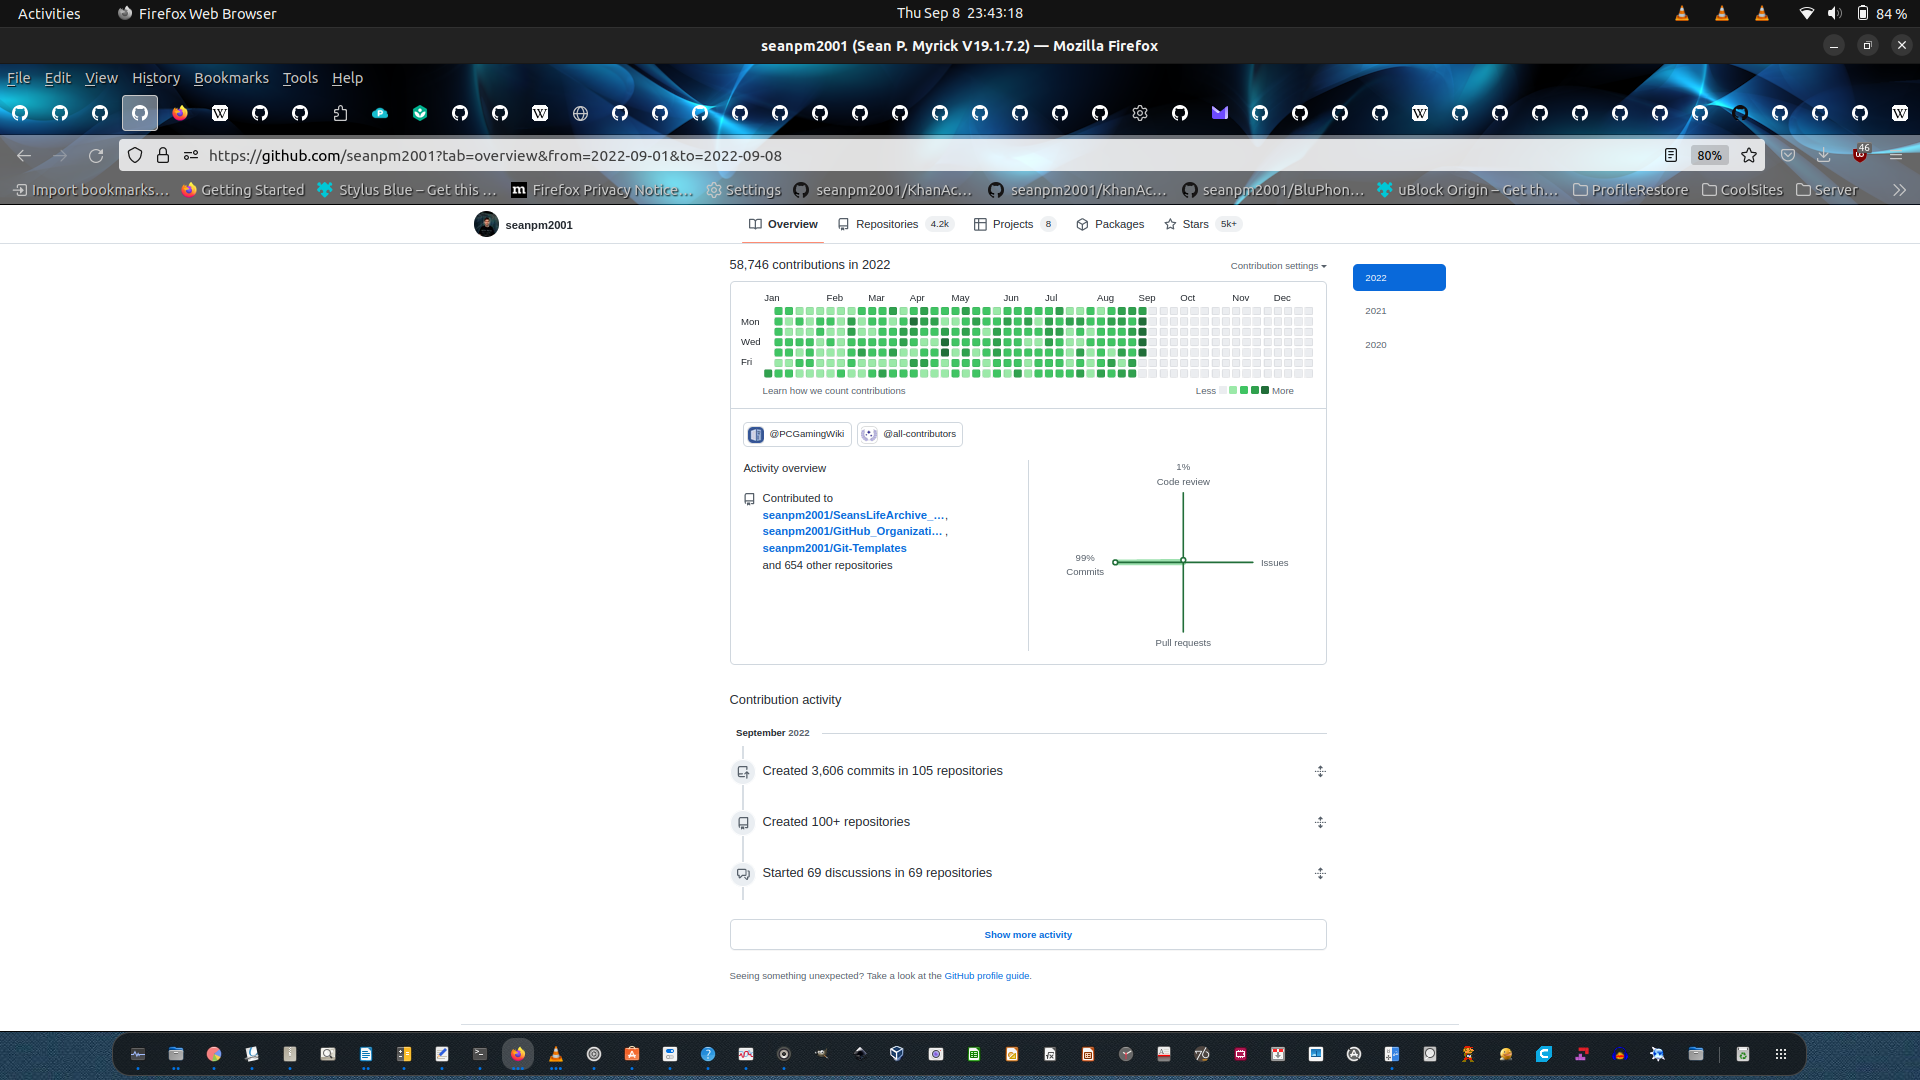 Activities Firefox Web Browser Thu Sep 8 23:43:18 84 %
seanpm2001 (Sean P. Myrick V19.1.7.2) — Mozilla Firefox
File Edit View History Bookmarks Tools Help
https://github.com/seanpm2001?tab=overview&from=2022-09-01&to=2022-09-08 80% 46
Import bookmarks… Getting Started Stylus Blue – Get this … Firefox Privacy Notice… Settings seanpm2001/KhanAc… seanpm2001/KhanAc… seanpm2001/BluPhon… uBlock Origin – Get th… ProfileRestore CoolSites Server
seanpm2001 Overview Repositories 4.2k Projects 8 Packages Stars 5k+
58,746 contributions in 2022 Contribution settings
2022
2021
2020
Jan Feb Mar Apr May Jun Jul Aug Sep Oct Nov Dec
Mon
Wed
Fri
Learn how we count contributions Less More
@PCGamingWiki @all-contributors
Activity overview
Contributed to
seanpm2001/SeansLifeArchive_…,
seanpm2001/GitHub_Organizati… ,
seanpm2001/Git-Templates
and 654 other repositories
1%
Code review
99%
Commits
Issues
Pull requests
Contribution activity
September 2022
Created 3,606 commits in 105 repositories
Created 100+ repositories
Started 69 discussions in 69 repositories
Show more activity
Seeing something unexpected? Take a look at the GitHub profile guide.